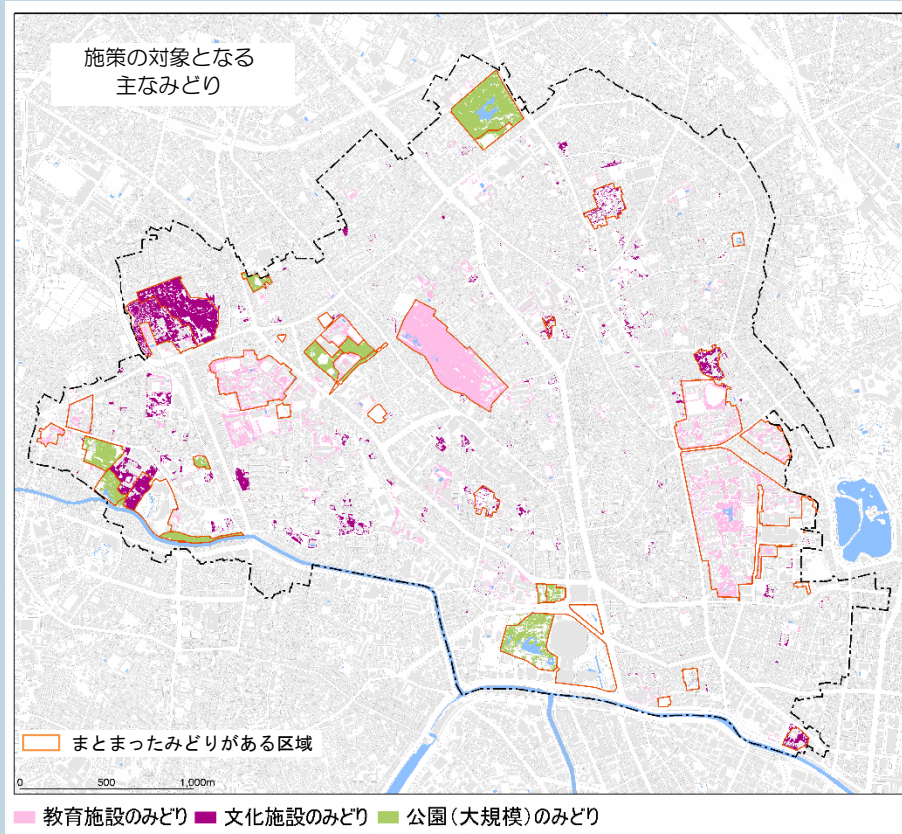 施策の対象となる
主なみどり
まとまったみどりがある区域
0 500 1,000m
教育施設のみどり 文化施設のみどり 公園(大規模)のみどり